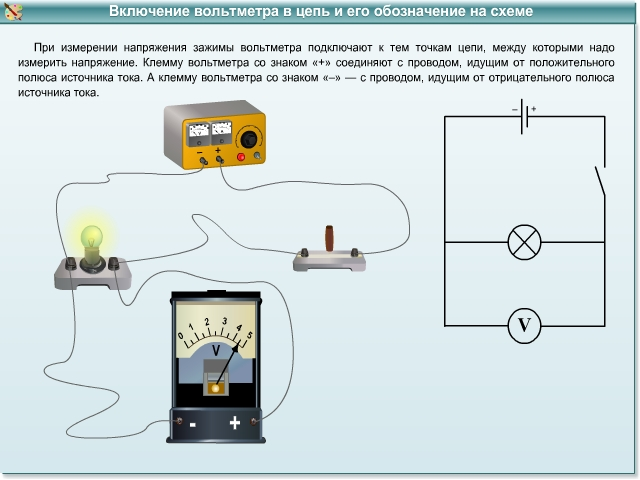 Включение вольтметра в цепь и его обозначение на схеме
При измерении напряжения зажимы вольтметра подключают к тем точкам цепи, между которыми надо
измерить напряжение. Клемму вольтметра со знаком «+» соединяют с проводом, идущим от положительного
полюса источника тока. А клемму вольтметра со знаком «–» — с проводом, идущим от отрицательного полюса
источника тока.
– +
– +
0 1 2 3 4 5
V
V
- +